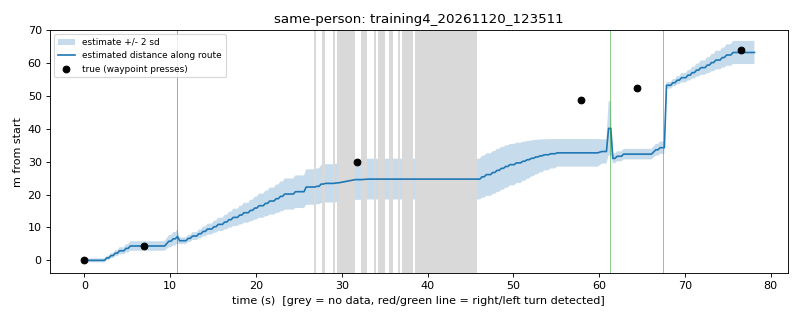 same-person: training4_20261120_123511
estimate +/- 2 sd
estimated distance along route
true (waypoint presses)
m from start
70
60
50
40
30
20
10
0
0 10 20 30 40 50 60 70 80
time (s)  [grey = no data, red/green line = right/left turn detected]